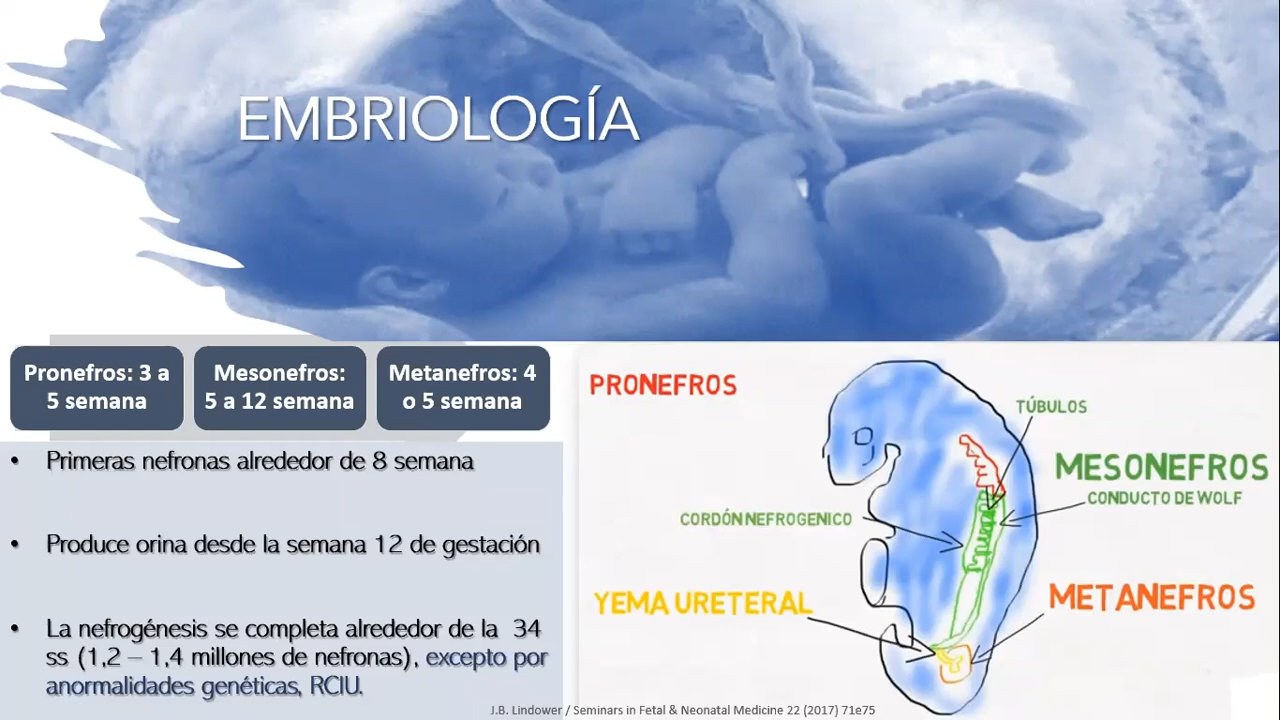 EMBRIOLOGÍA
Pronefros: 3 a
5 semana
Mesonefros:
5 a 12 semana
Metanefros: 4
o 5 semana
• Primeras nefronas alrededor de 8 semana
• Produce orina desde la semana 12 de gestación
• La nefrogénesis se completa alrededor de la 34
ss (1,2 – 1,4 millones de nefronas), excepto por
anormalidades genéticas, RCIU.
PRONEFROS
TÚBULOS
MESONEFROS
CONDUCTO DE WOLF
CORDÓN NEFROGENICO
YEMA URETERAL
METANEFROS
J.B. Lindower / Seminars in Fetal & Neonatal Medicine 22 (2017) 71e75